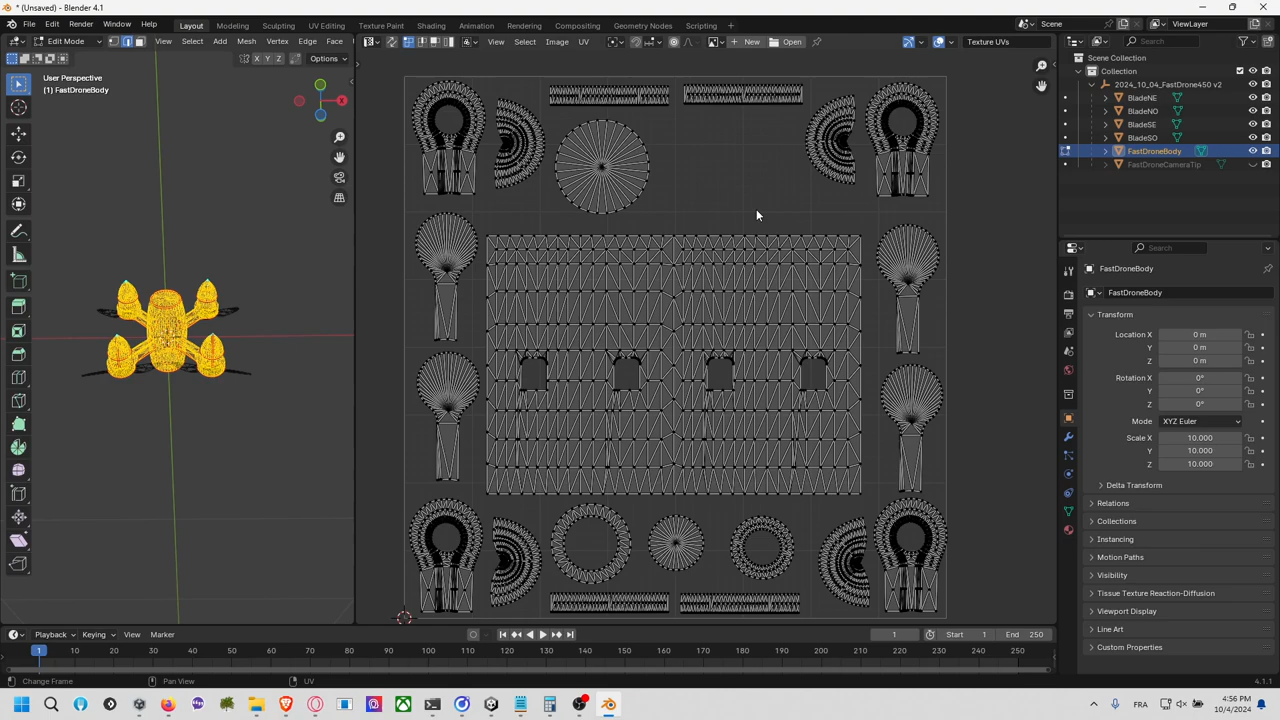 * (Unsaved) - Blender 4.1
File Edit Render Window Help Layout Modeling Sculpting UV Editing Texture Paint Shading Animation Rendering Compositing Geometry Nodes Scripting + Scene ViewLayer
Edit Mode View Select Add Mesh Vertex Edge Face View Select Image UV New Open Texture UVs Search
X Y Z Options
User Perspective
(1) FastDroneBody
X
Scene Collection
Collection
2024_10_04_FastDrone450 v2
BladeNE
BladeNO
BladeSE
BladeSO
FastDroneBody
FastDroneCameraTip
Search
FastDroneBody
FastDroneBody
Transform
Location X 0 m
Y 0 m
Z 0 m
Rotation X 0°
Y 0°
Z 0°
Mode XYZ Euler
Scale X 10.000
Y 10.000
Z 10.000
Delta Transform
Relations
Collections
Instancing
Motion Paths
Visibility
Texture Reaction-Diffusion
Viewport Display
Line Art
Custom Properties
Playback Keying View Marker 1 Start 1 End 250
1 10 20 30 40 50 60 70 80 90 100 110 120 130 140 150 160 170 180 190 200 210 220 230 240 250
Change Frame Pan View UV 4.1.1
FRA 4:56 PM
10/4/2024